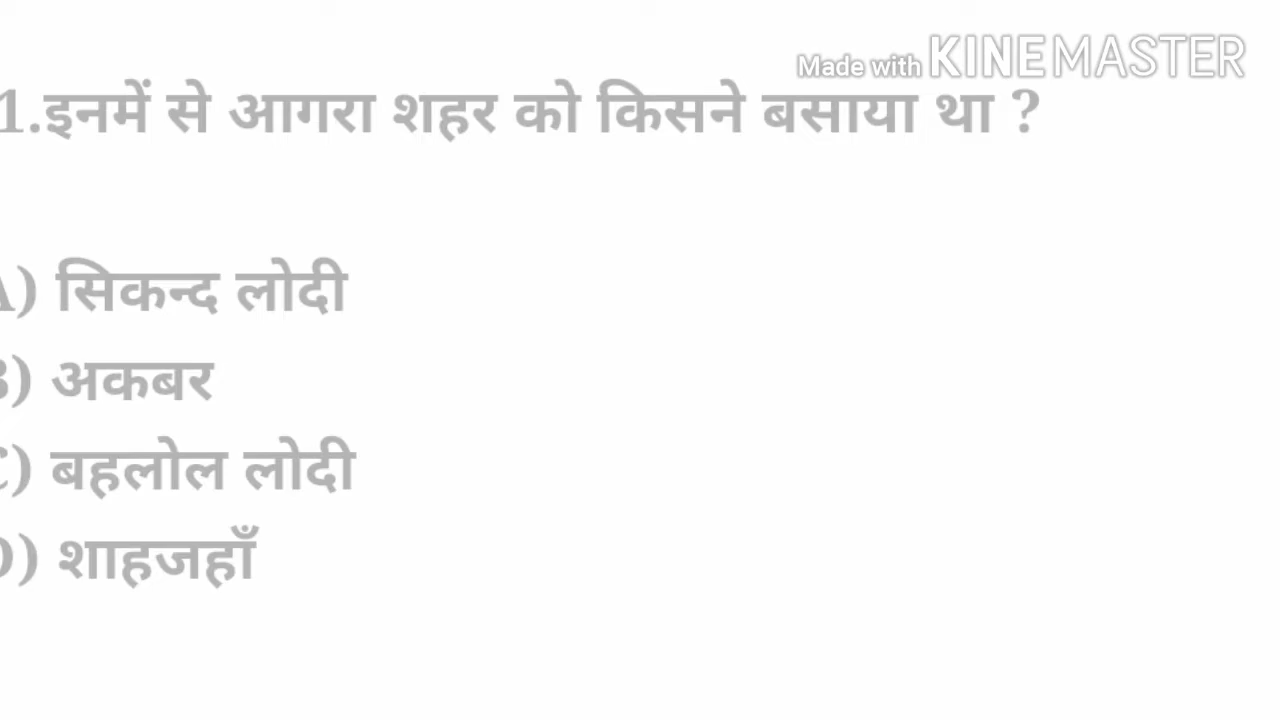 Made with KINEMASTER
1.इनमें से आगरा शहर को किसने बसाया था ?
A) सिकन्द लोदी
B) अकबर
C) बहलोल लोदी
D) शाहजहाँ